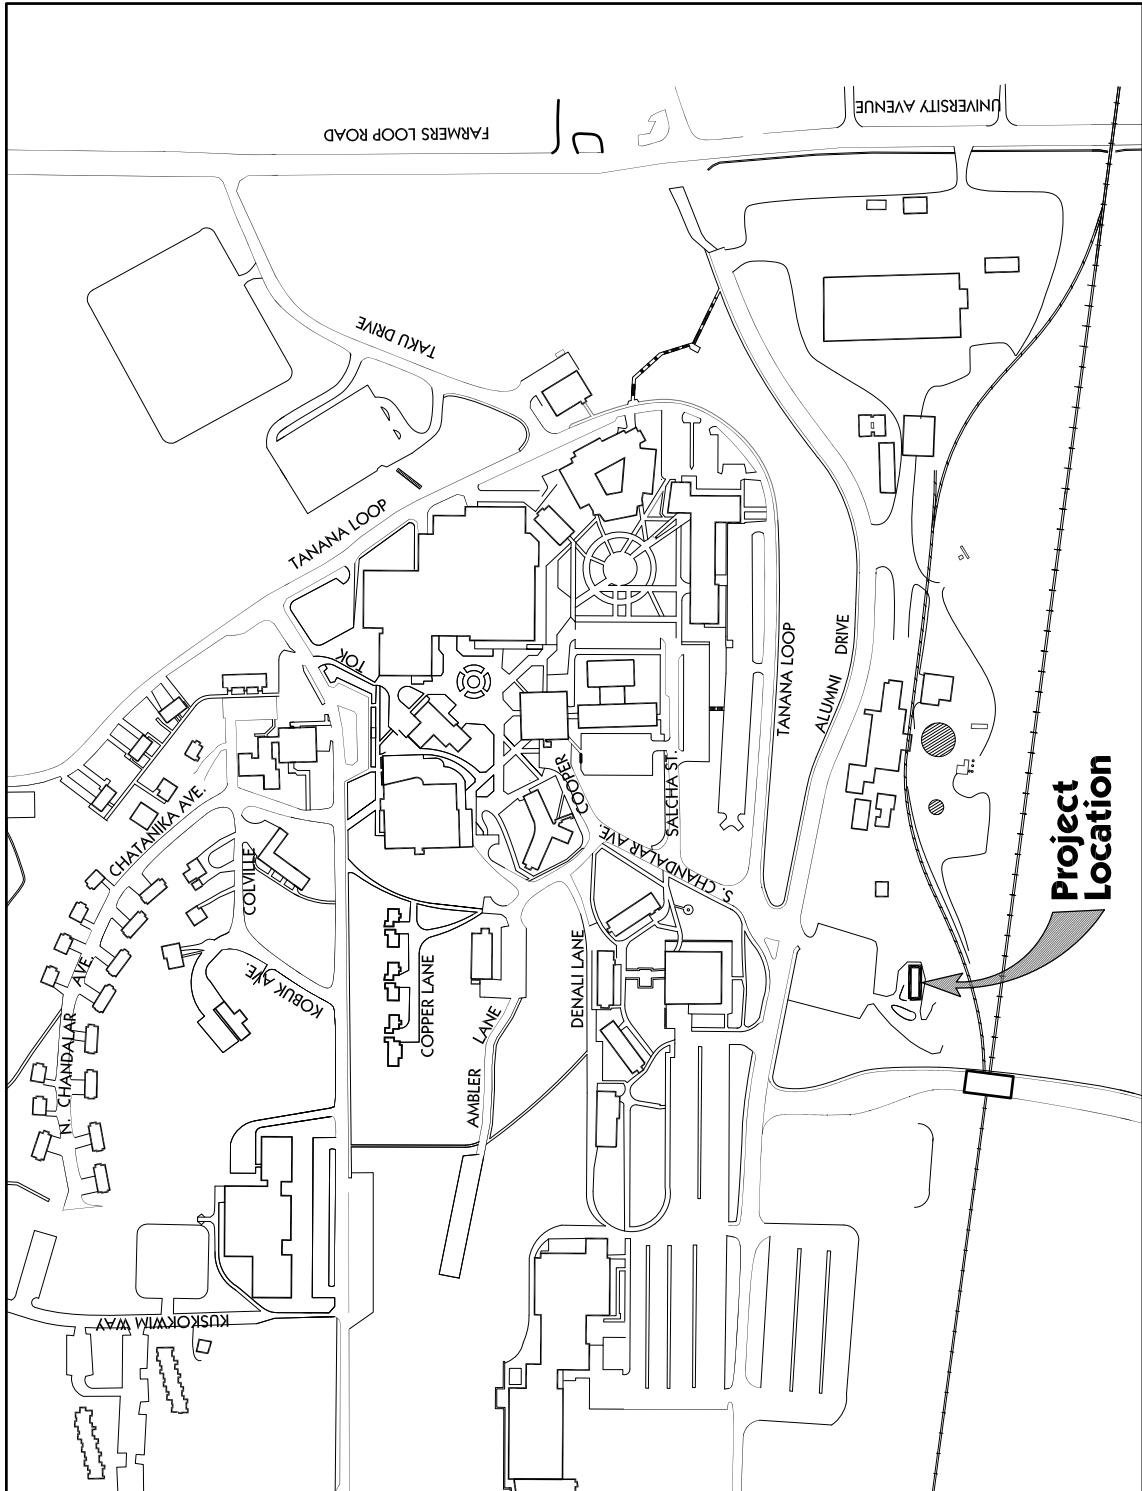 FARMERS LOOP ROAD
UNIVERSITY AVENUE
TAKU DRIVE
TANANA LOOP
TOK
TANANA LOOP
ALUMNI DRIVE
COOPER
SALCHA ST.
S. CHANDALAR AVE.
CHATANIKA AVE.
COLVILLE
KOBUK AVE.
N. CHANDALAR AVE
COPPER LANE
AMBLER LANE
DENALI LANE
KUSKOKWIM WAY
Project
Location